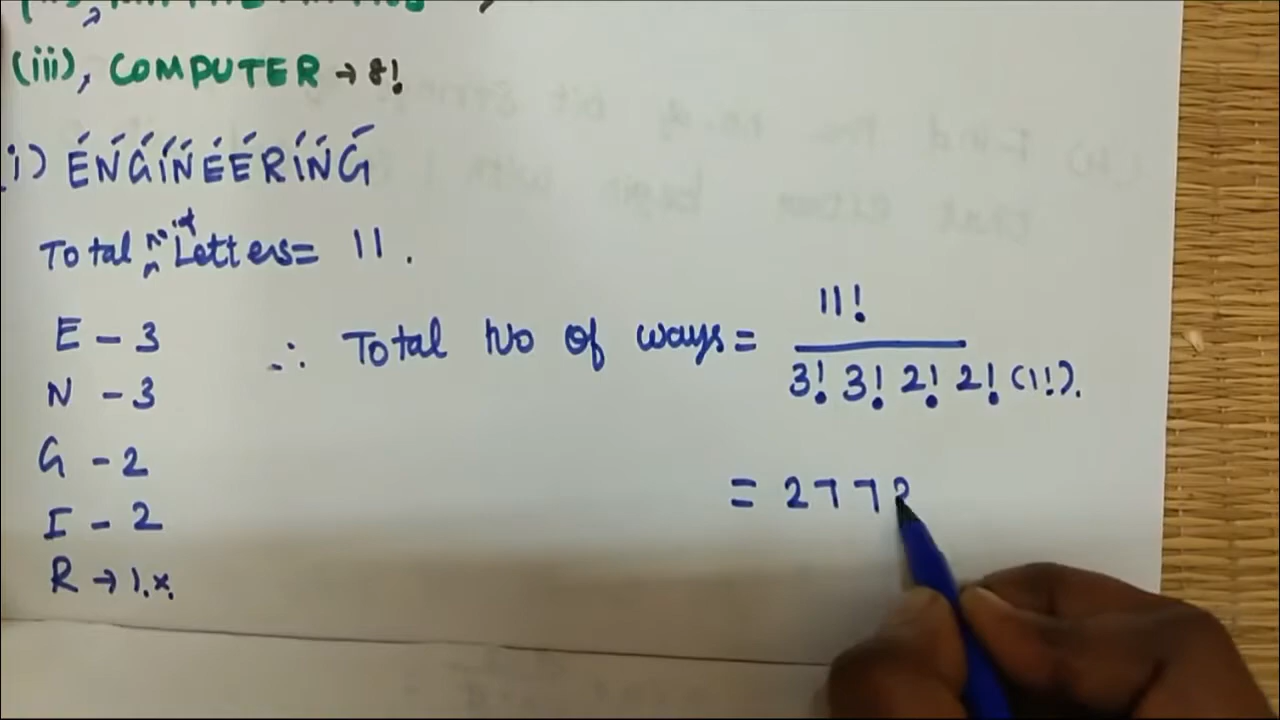 (iii), COMPUTER → 8!
(i) ENGINEERING
Total no of Letters = 11.
E - 3
N - 3
G - 2
I - 2
R → 1.x.
∴ Total No of ways = 11! / 3! 3! 2! 2! (1!).
= 2772